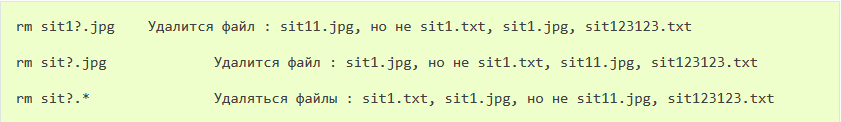 rm sit1?.jpg    Удалится файл : sit11.jpg, но не sit1.txt, sit1.jpg, sit123123.txt
rm sit?.jpg    Удалится файл : sit1.jpg, но не sit1.txt, sit11.jpg, sit123123.txt
rm sit?.*    Удаляться файлы : sit1.txt, sit1.jpg, но не sit11.jpg, sit123123.txt